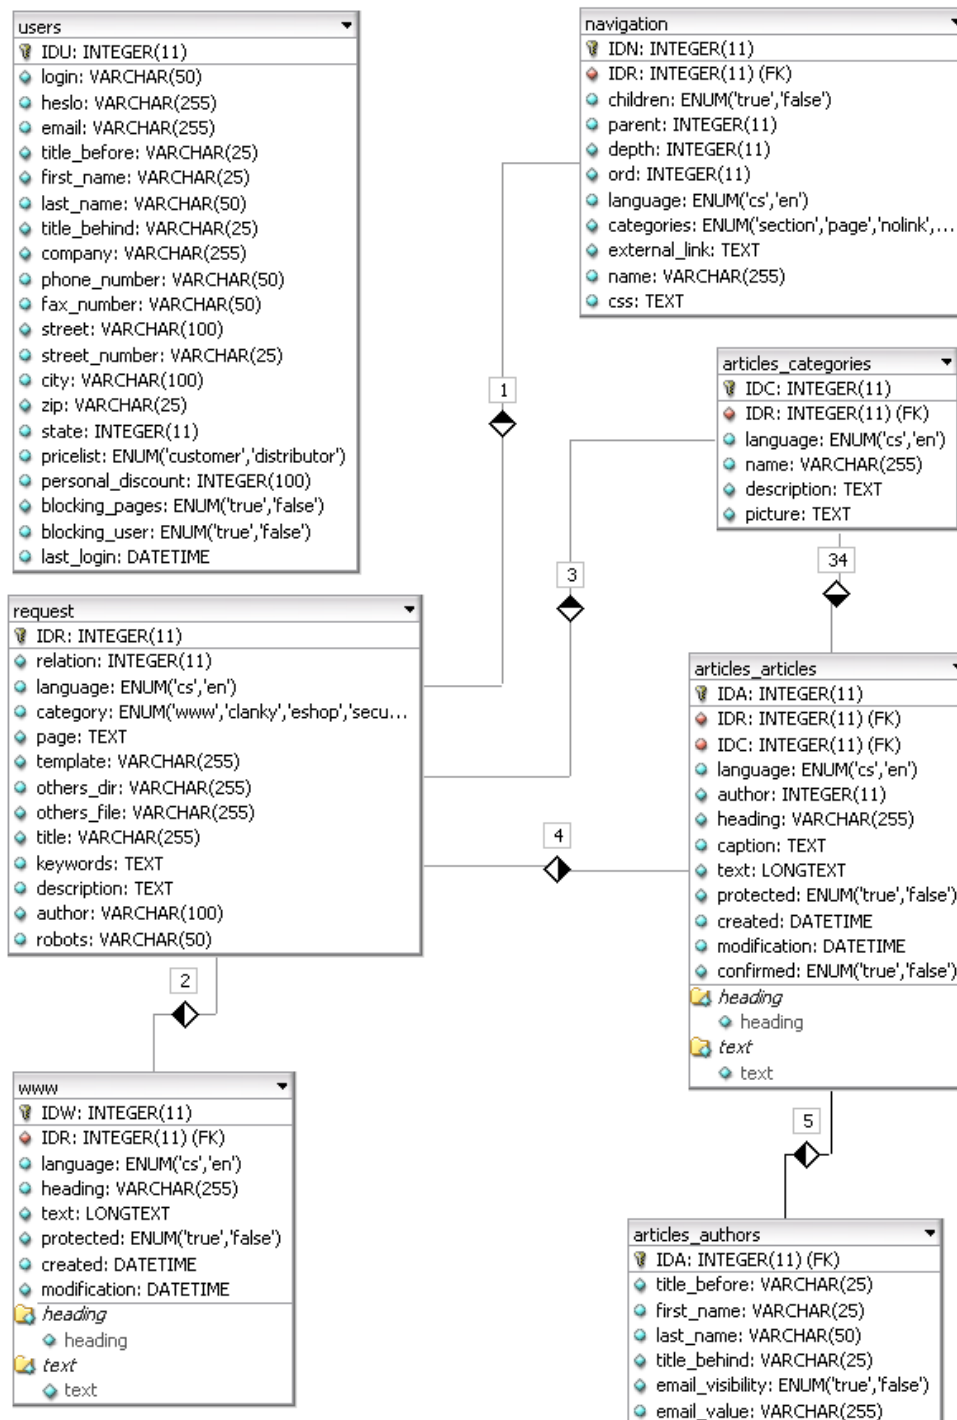 users
IDU: INTEGER(11)
login: VARCHAR(50)
heslo: VARCHAR(255)
email: VARCHAR(255)
title_before: VARCHAR(25)
first_name: VARCHAR(25)
last_name: VARCHAR(50)
title_behind: VARCHAR(25)
company: VARCHAR(255)
phone_number: VARCHAR(50)
fax_number: VARCHAR(50)
street: VARCHAR(100)
street_number: VARCHAR(25)
city: VARCHAR(100)
zip: VARCHAR(25)
state: INTEGER(11)
pricelist: ENUM('customer','distributor')
personal_discount: INTEGER(100)
blocking_pages: ENUM('true','false')
blocking_user: ENUM('true','false')
last_login: DATETIME
navigation
IDN: INTEGER(11)
IDR: INTEGER(11) (FK)
children: ENUM('true','false')
parent: INTEGER(11)
depth: INTEGER(11)
ord: INTEGER(11)
language: ENUM('cs','en')
categories: ENUM('section','page','nolink',...
external_link: TEXT
name: VARCHAR(255)
css: TEXT
1
articles_categories
IDC: INTEGER(11)
IDR: INTEGER(11) (FK)
language: ENUM('cs','en')
name: VARCHAR(255)
description: TEXT
picture: TEXT
3
34
request
IDR: INTEGER(11)
relation: INTEGER(11)
language: ENUM('cs','en')
category: ENUM('www','clanky','eshop','secu...
page: TEXT
template: VARCHAR(255)
others_dir: VARCHAR(255)
others_file: VARCHAR(255)
title: VARCHAR(255)
keywords: TEXT
description: TEXT
author: VARCHAR(100)
robots: VARCHAR(50)
articles_articles
IDA: INTEGER(11)
IDR: INTEGER(11) (FK)
IDC: INTEGER(11) (FK)
language: ENUM('cs','en')
author: INTEGER(11)
heading: VARCHAR(255)
caption: TEXT
text: LONGTEXT
protected: ENUM('true','false')
created: DATETIME
modification: DATETIME
confirmed: ENUM('true','false')
heading
heading
text
text
4
2
www
IDW: INTEGER(11)
IDR: INTEGER(11) (FK)
language: ENUM('cs','en')
heading: VARCHAR(255)
text: LONGTEXT
protected: ENUM('true','false')
created: DATETIME
modification: DATETIME
heading
heading
text
text
5
articles_authors
IDA: INTEGER(11) (FK)
title_before: VARCHAR(25)
first_name: VARCHAR(25)
last_name: VARCHAR(50)
title_behind: VARCHAR(25)
email_visibility: ENUM('true','false')
email_value: VARCHAR(255)